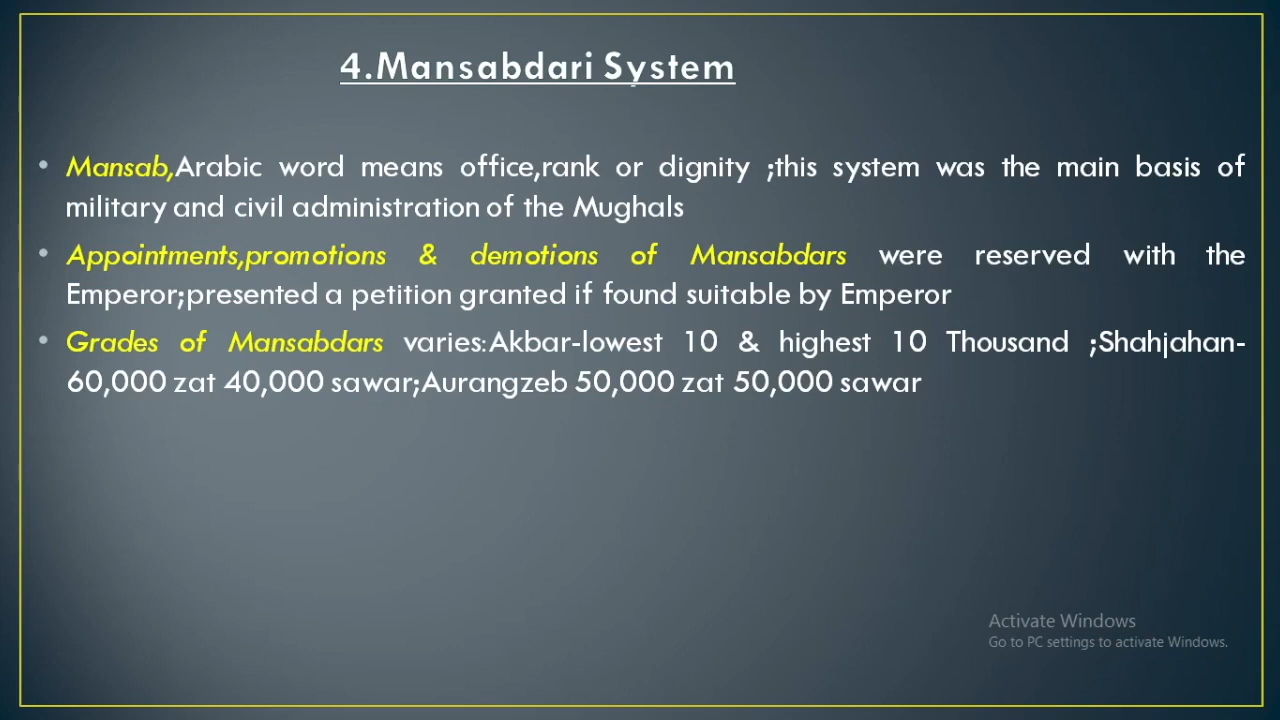 4.Mansabdari System
• Mansab,Arabic word means office,rank or dignity ;this system was the main basis of
military and civil administration of the Mughals
• Appointments,promotions & demotions of Mansabdars were reserved with the
Emperor;presented a petition granted if found suitable by Emperor
• Grades of Mansabdars varies:Akbar-lowest 10 & highest 10 Thousand ;Shahjahan-
60,000 zat 40,000 sawar;Aurangzeb 50,000 zat 50,000 sawar
Activate Windows
Go to PC settings to activate Windows.